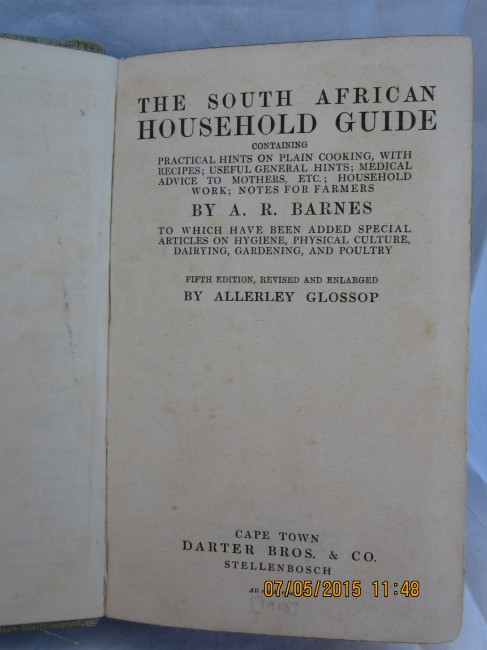 THE SOUTH AFRICAN
HOUSEHOLD GUIDE
CONTAINING
PRACTICAL HINTS ON PLAIN COOKING, WITH
RECIPES; USEFUL GENERAL HINTS; MEDICAL
ADVICE TO MOTHERS, ETC.; HOUSEHOLD
WORK; NOTES FOR FARMERS
BY A. R. BARNES
TO WHICH HAVE BEEN ADDED SPECIAL
ARTICLES ON HYGIENE, PHYSICAL CULTURE,
DAIRYING, GARDENING, AND POULTRY
FIFTH EDITION, REVISED AND ENLARGED
BY ALLERLEY GLOSSOP
CAPE TOWN
DARTER BROS. & CO.
STELLENBOSCH
07/05/2015 11:48
All